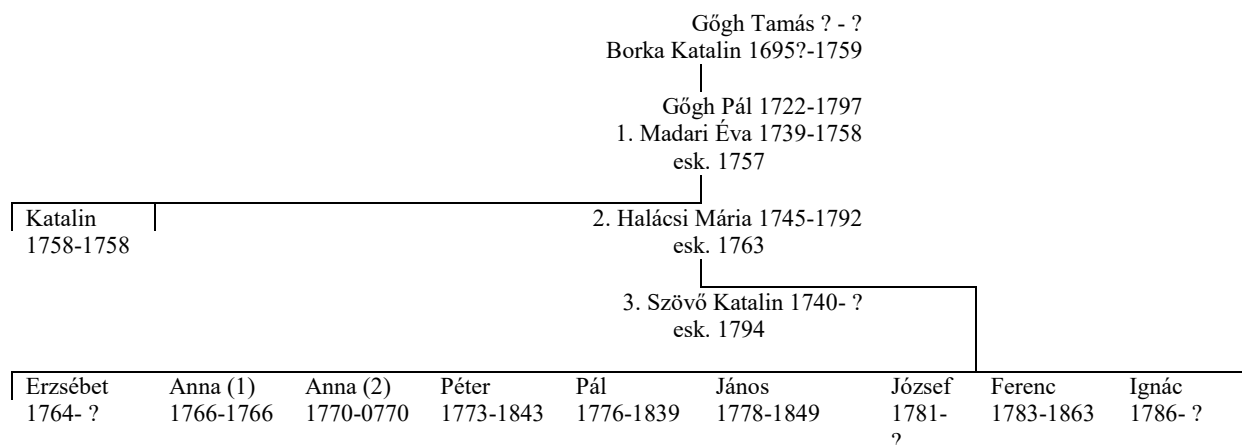 Gőgh Tamás ? - ?
Borka Katalin 1695?-1759
Gőgh Pál 1722-1797
1. Madari Éva 1739-1758
esk. 1757
Katalin
1758-1758
2. Halácsi Mária 1745-1792
esk. 1763
3. Szövő Katalin 1740- ?
esk. 1794
Erzsébet
1764- ?
Anna (1)
1766-1766
Anna (2)
1770-0770
Péter
1773-1843
Pál
1776-1839
János
1778-1849
József
1781-
?
Ferenc
1783-1863
Ignác
1786- ?